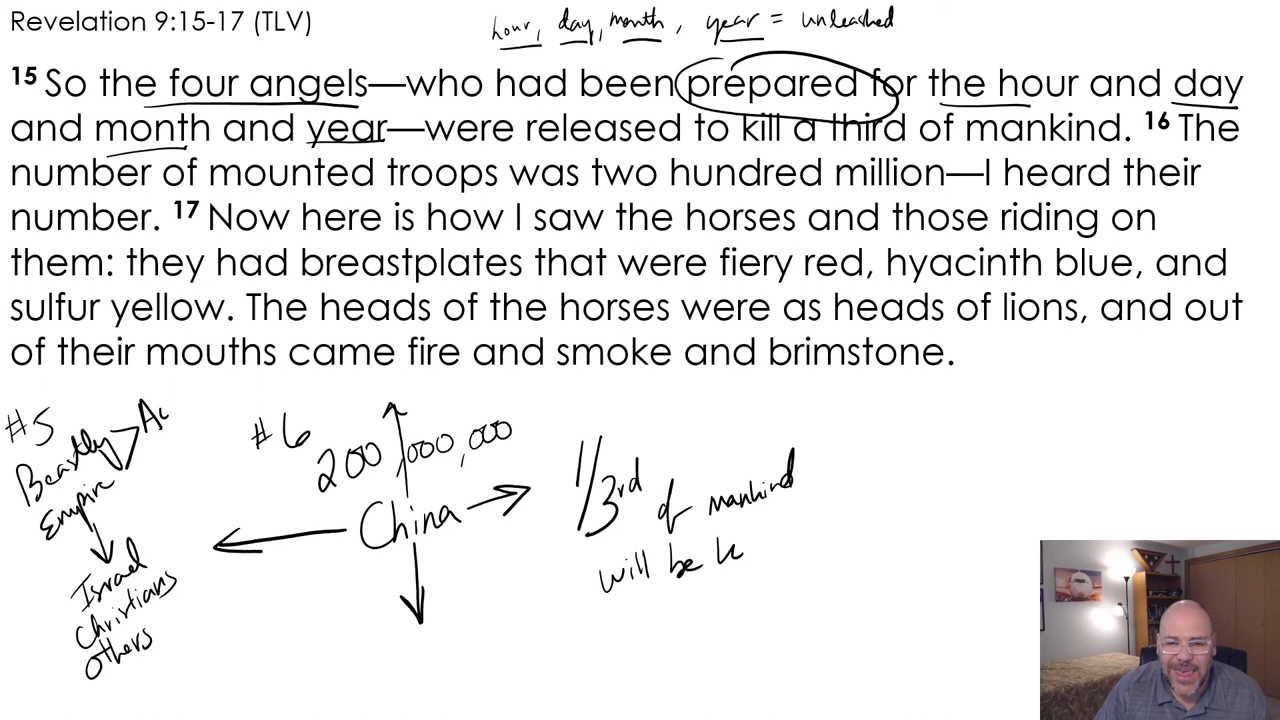 Revelation 9:15-17 (TLV)
hour, day, month, year = unleashed
15 So the four angels—who had been prepared for the hour and day
and month and year—were released to kill a third of mankind. 16 The
number of mounted troops was two hundred million—I heard their
number. 17 Now here is how I saw the horses and those riding on
them: they had breastplates that were fiery red, hyacinth blue, and
sulfur yellow. The heads of the horses were as heads of lions, and out
of their mouths came fire and smoke and brimstone.
#5
Beastly
Empire
Ac
Israel
Christians
Others
#6
200,000,000
China
1/3rd of mankind
will be k